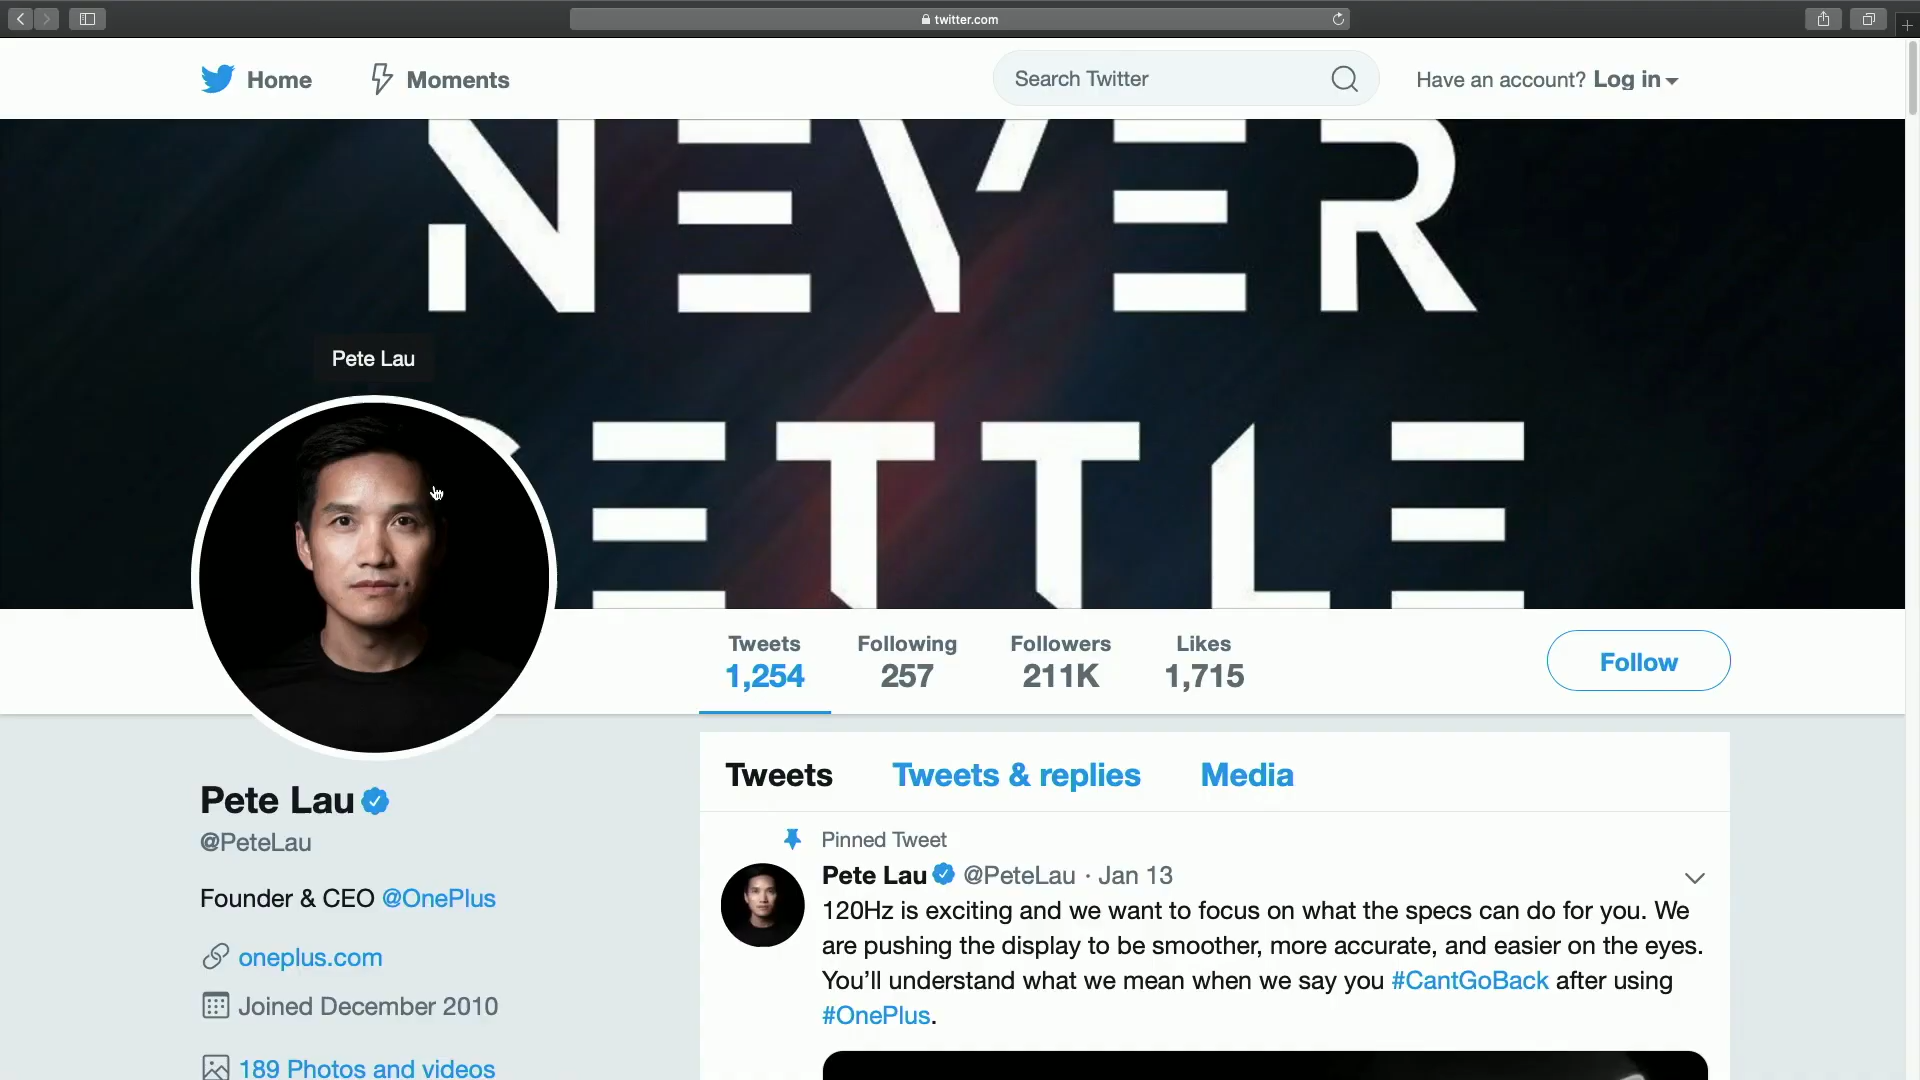 twitter.com
Home
Moments
Search Twitter
Have an account? Log in
NEVER
SETTLE
Pete Lau
Tweets
1,254
Following
257
Followers
211K
Likes
1,715
Follow
Pete Lau
@PeteLau
Founder & CEO @OnePlus
oneplus.com
Joined December 2010
189 Photos and videos
Tweets
Tweets & replies
Media
Pinned Tweet
Pete Lau @PeteLau · Jan 13
120Hz is exciting and we want to focus on what the specs can do for you. We
are pushing the display to be smoother, more accurate, and easier on the eyes.
You’ll understand what we mean when we say you #CantGoBack after using
#OnePlus.